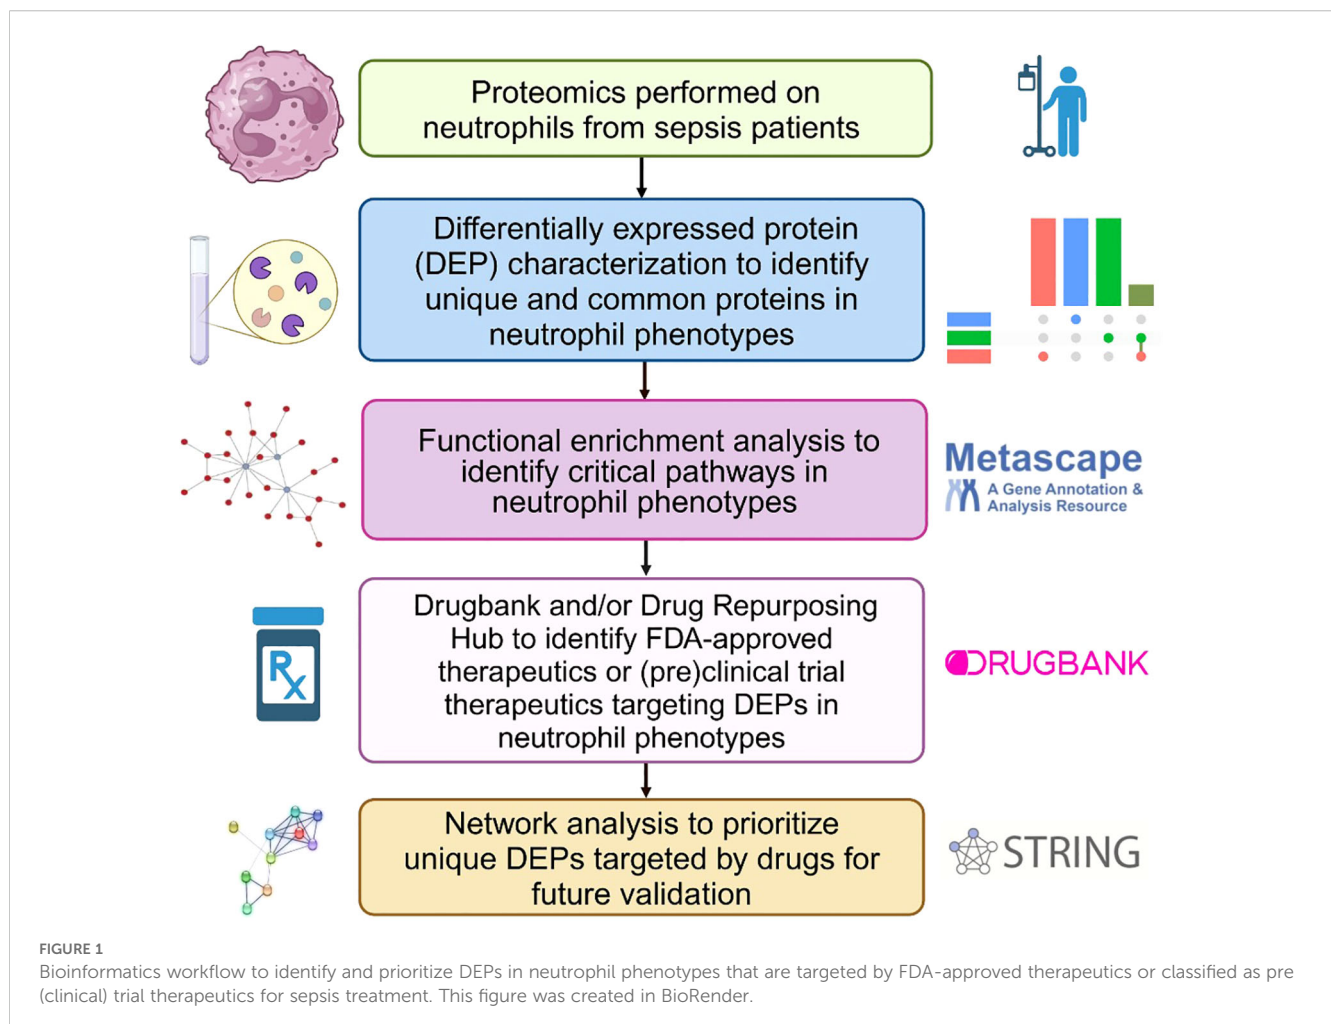 Proteomics performed on
neutrophils from sepsis patients
Differentially expressed protein
(DEP) characterization to identify
unique and common proteins in
neutrophil phenotypes
Functional enrichment analysis to
identify critical pathways in
neutrophil phenotypes
Metascape
A Gene Annotation &
Analysis Resource
Drugbank and/or Drug Repurposing
Hub to identify FDA-approved
therapeutics or (pre)clinical trial
therapeutics targeting DEPs in
neutrophil phenotypes
Rx
DRUGBANK
Network analysis to prioritize
unique DEPs targeted by drugs for
future validation
STRING
FIGURE 1
Bioinformatics workflow to identify and prioritize DEPs in neutrophil phenotypes that are targeted by FDA-approved therapeutics or classified as pre
(clinical) trial therapeutics for sepsis treatment. This figure was created in BioRender.